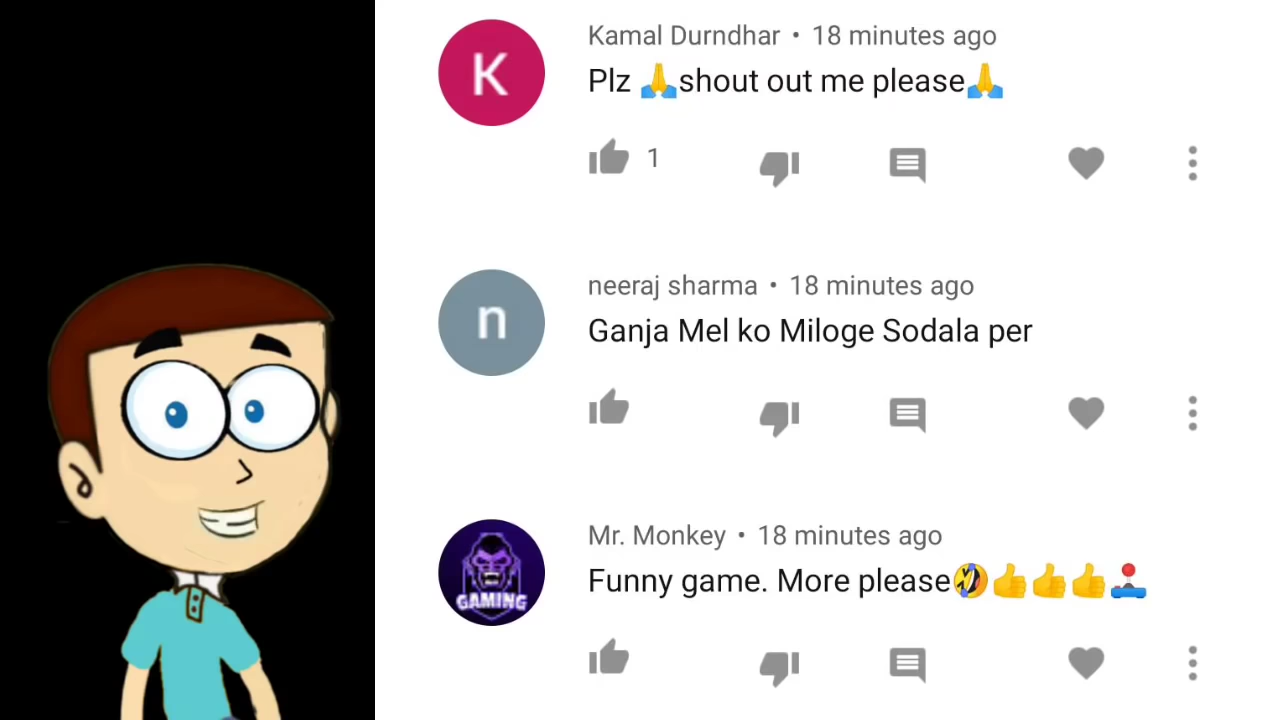 K
Kamal Durndhar • 18 minutes ago
Plz 🙏shout out me please🙏
1
n
neeraj sharma • 18 minutes ago
Ganja Mel ko Miloge Sodala per
GAMING
Mr. Monkey • 18 minutes ago
Funny game. More please🤣👍👍👍🕹️